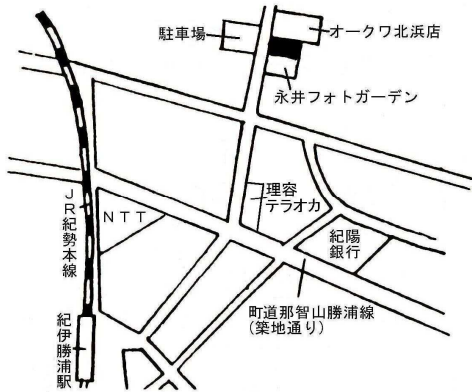 駐車場
オークワ北浜店
永井フォトガーデン
JR紀勢本線
NTT
理容
テラオカ
紀陽
銀行
町道那智山勝浦線
(築地通り)
紀伊勝浦駅